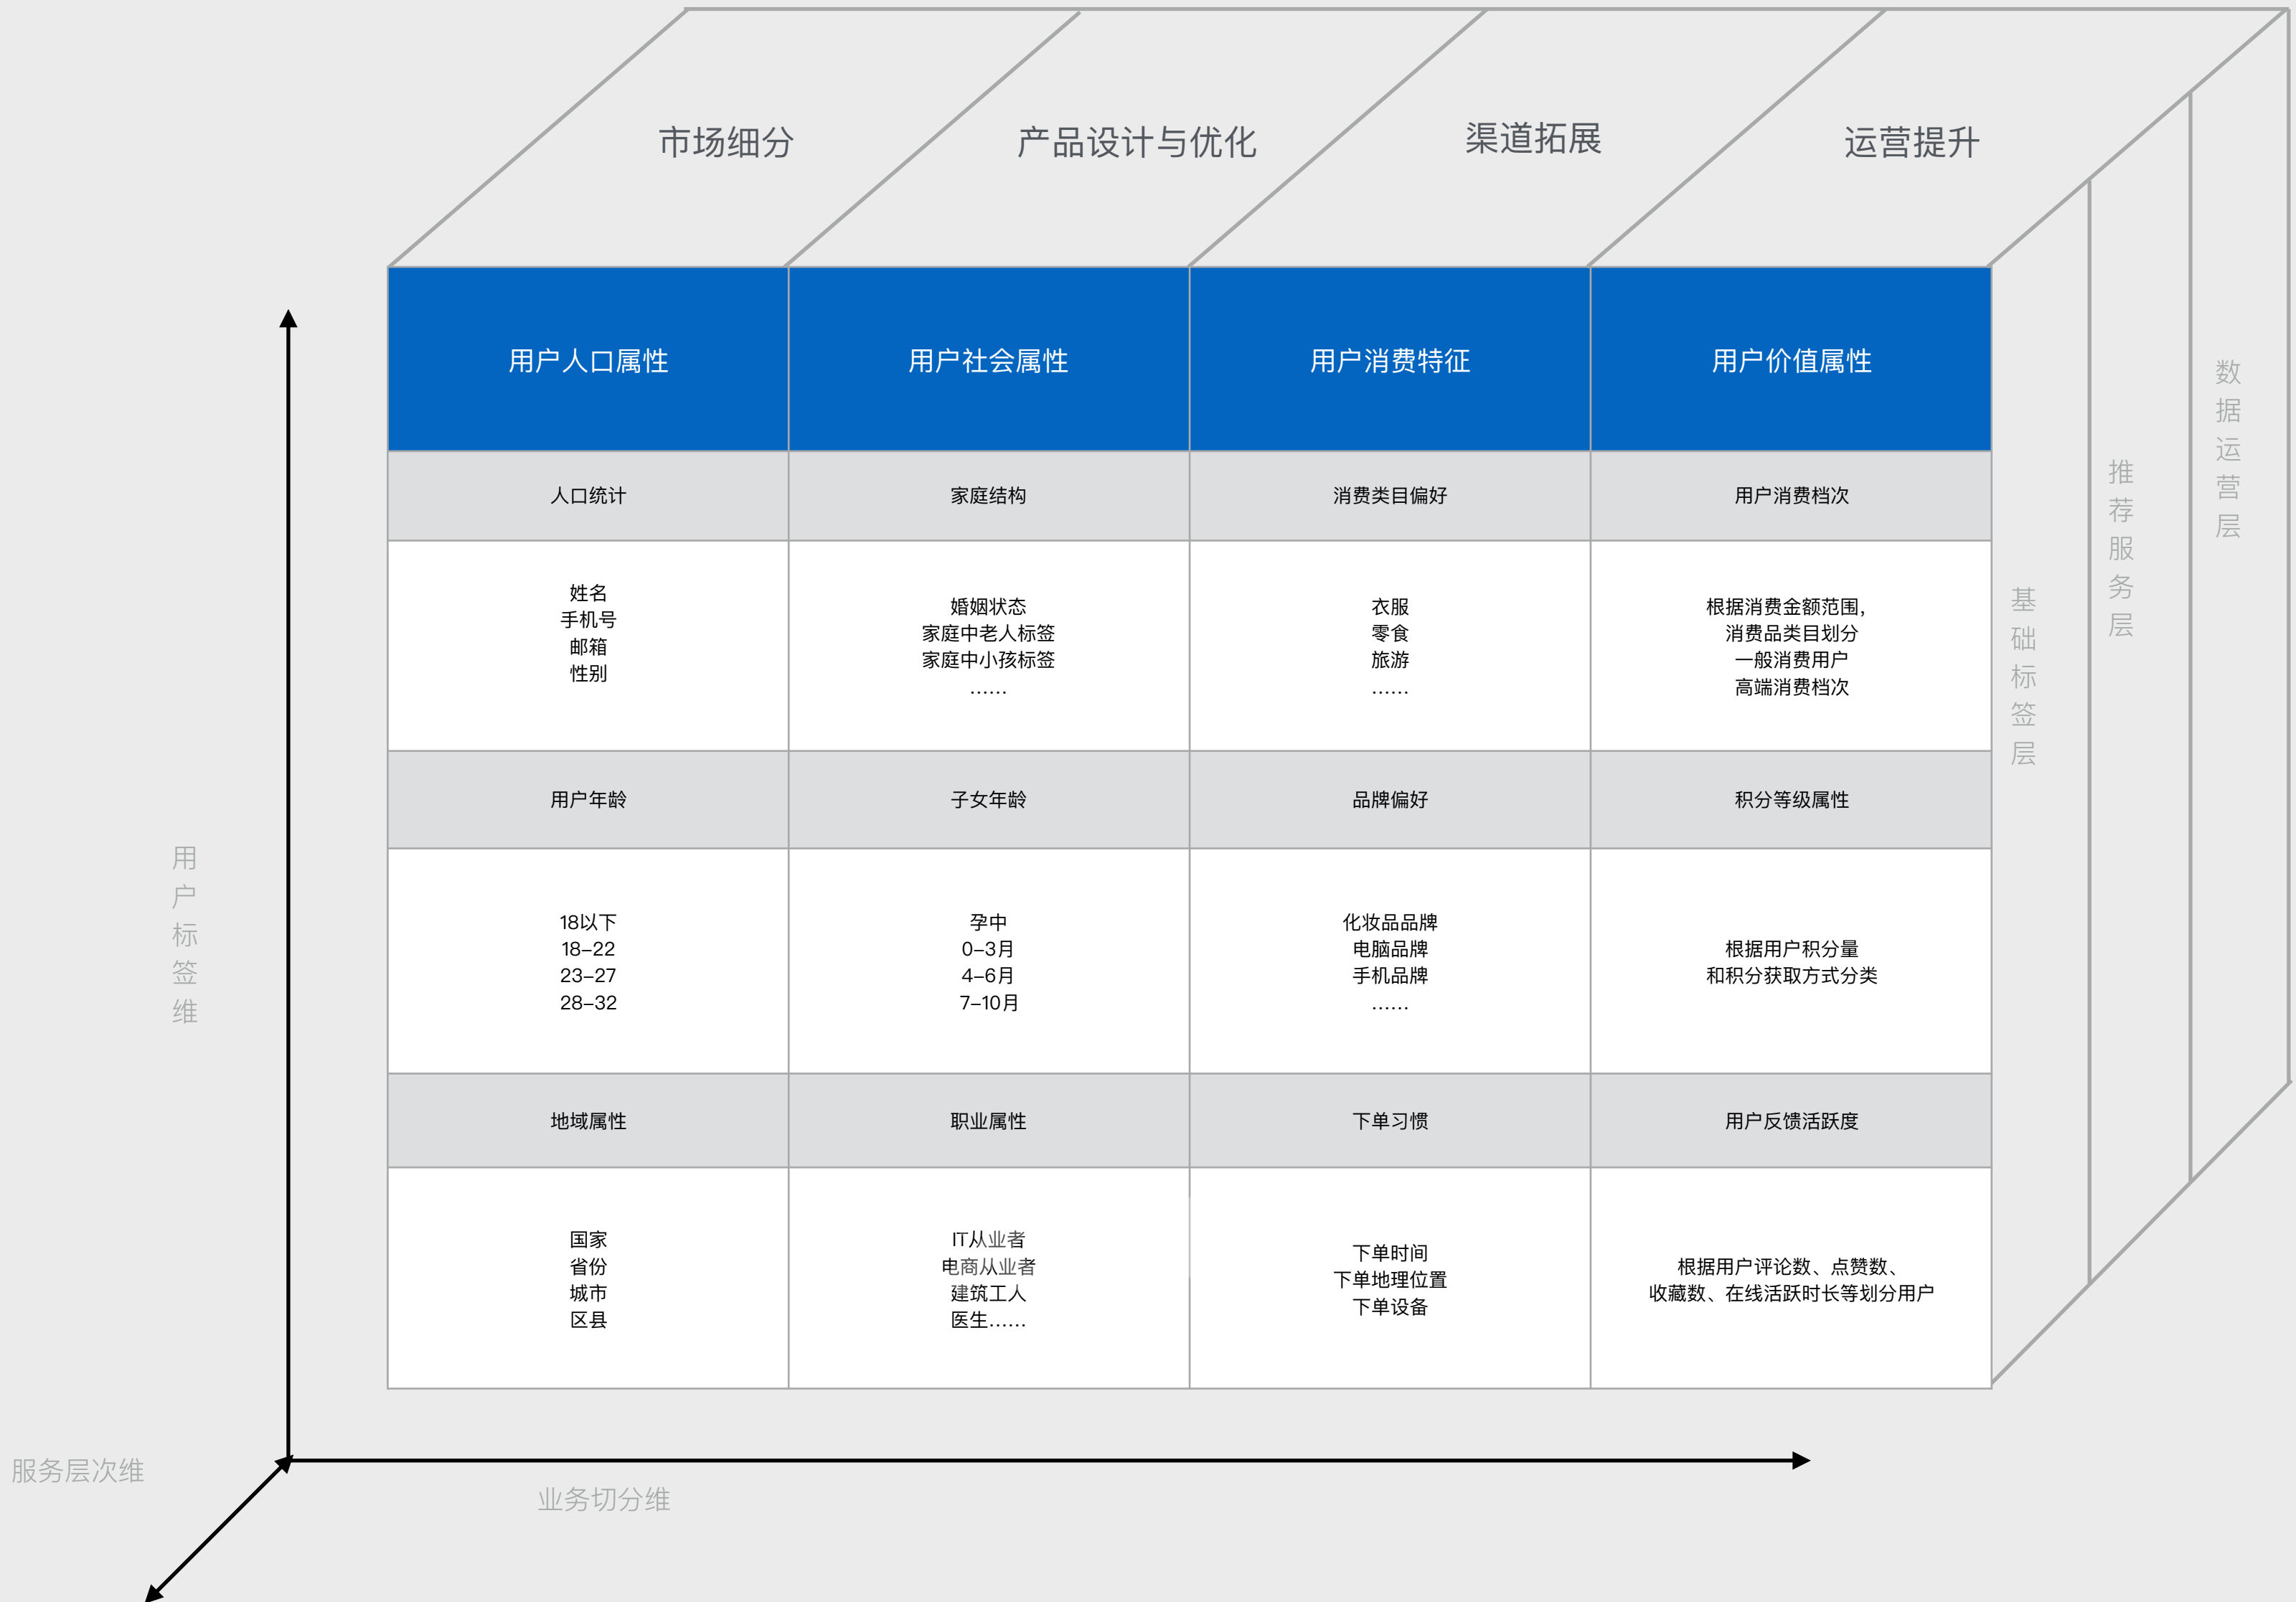 市场细分
产品设计与优化
渠道拓展
运营提升
用户人口属性
用户社会属性
用户消费特征
用户价值属性
人口统计
家庭结构
消费类目偏好
用户消费档次
姓名
手机号
邮箱
性别
婚姻状态
家庭中老人标签
家庭中小孩标签
……
衣服
零食
旅游
……
根据消费金额范围,
消费品类目划分
一般消费用户
高端消费档次
用户年龄
子女年龄
品牌偏好
积分等级属性
18以下
18–22
23–27
28–32
孕中
0–3月
4–6月
7–10月
化妆品品牌
电脑品牌
手机品牌
……
根据用户积分量
和积分获取方式分类
地域属性
职业属性
下单习惯
用户反馈活跃度
国家
省份
城市
区县
IT从业者
电商从业者
建筑工人
医生……
下单时间
下单地理位置
下单设备
根据用户评论数、点赞数、
收藏数、在线活跃时长等划分用户
基础标签层
推荐服务层
数据运营层
用户标签维
服务层次维
业务切分维